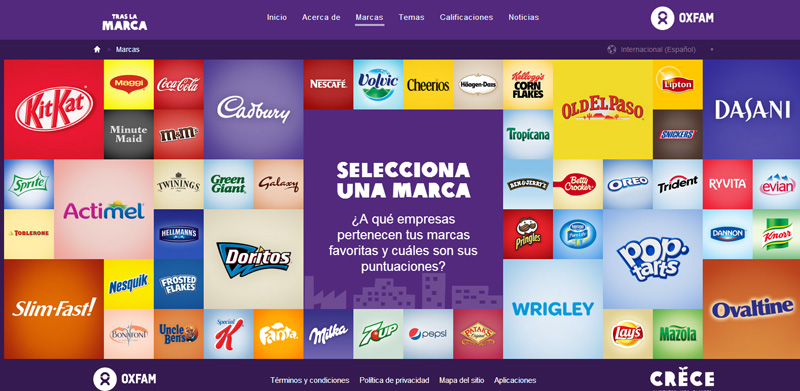 TRAS LA
MARCA
Inicio Acerca de Marcas Temas Calificaciones Noticias
OXFAM
Marcas
Internacional (Español)
KitKat
Maggi
Coca-Cola
Cadbury
NESCAFÉ
Volvic
Cheerios
Häagen-Dazs
Kellogg's
CORN
FLAKES
OLD EL PASO
Lipton
DASANI
Minute
Maid
m&m's
Tropicana
SNICKERS
Sprite
Actimel
TWININGS
Green
Giant
Galaxy
SELECCIONA
UNA MARCA
¿A qué empresas
pertenecen tus marcas
favoritas y cuáles son sus
puntuaciones?
BEN & JERRY'S
Betty
Crocker
OREO
Trident
RYVITA
evian
TOBLERONE
HELLMANN'S
Doritos
Pringles
Nestlé
Pure Life
POP·
tarts
DANNON
Knorr
Slim·Fast!
Nesquik
FROSTED
FLAKES
WRIGLEY
Ovaltine
BONAFONT
Uncle
Ben's
Special
K
Fanta
Milka
7UP
pepsi
PATAK'S
Lay's
Mazola
OXFAM
Términos y condiciones Política de privacidad Mapa del sitio Aplicaciones
CRĔCE